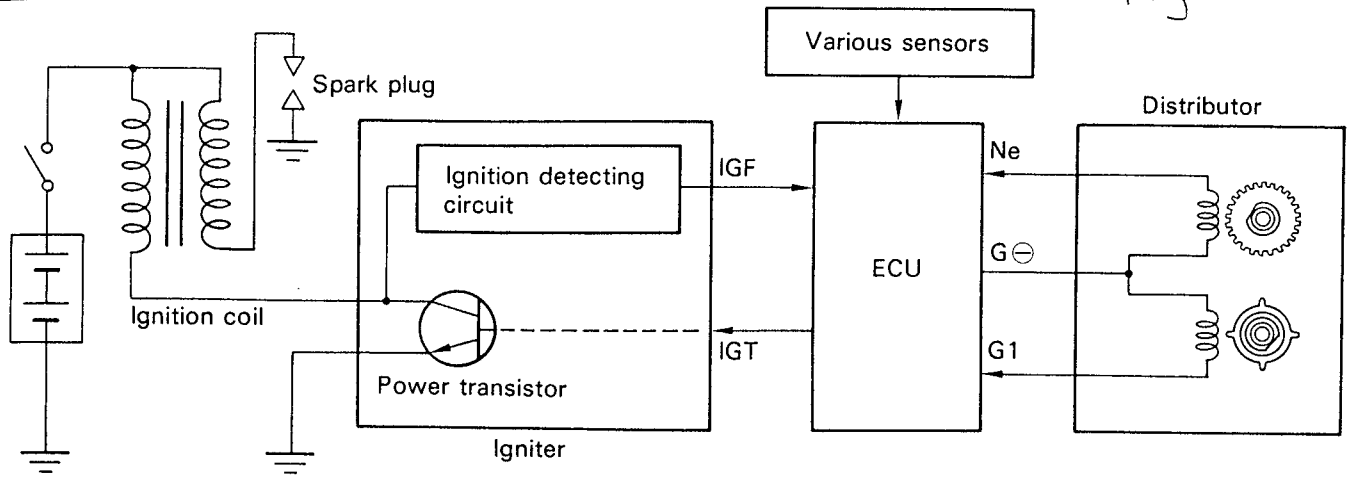 Various sensors
Distributor
Spark plug
Ignition detecting
circuit
IGF
Ne
ECU
G⊖
Ignition coil
IGT
G1
Power transistor
Igniter